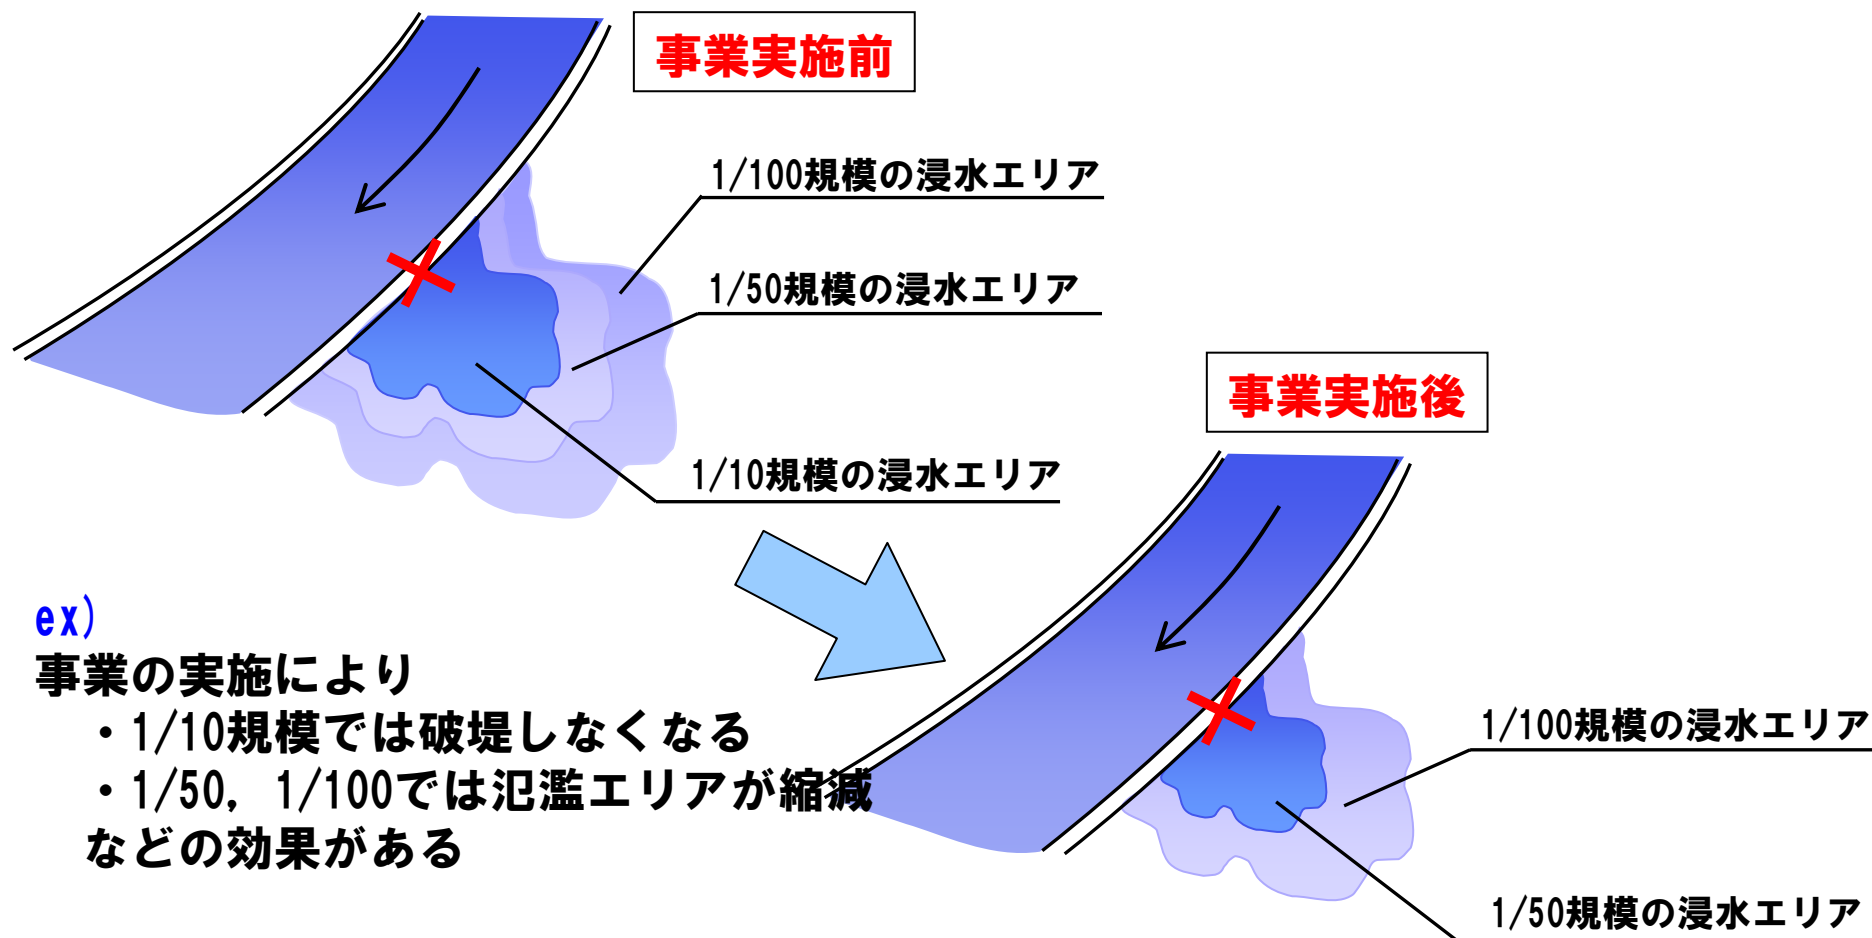 事業実施前
1/100規模の浸水エリア
1/50規模の浸水エリア
1/10規模の浸水エリア
事業実施後
1/100規模の浸水エリア
1/50規模の浸水エリア
ex)
事業の実施により
・1/10規模では破堤しなくなる
・1/50，1/100では氾濫エリアが縮減
などの効果がある